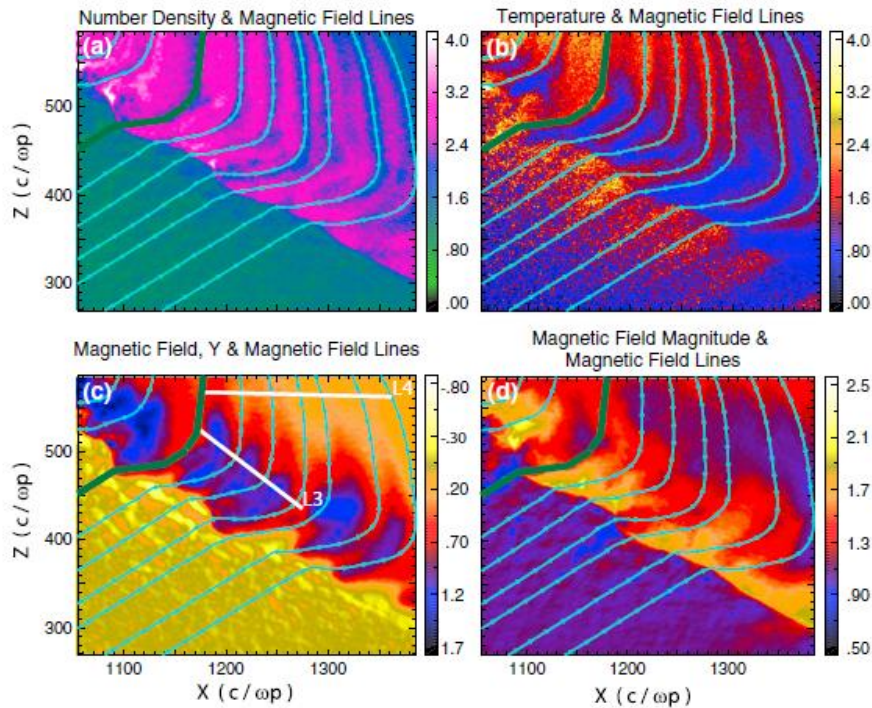 Number Density & Magnetic Field Lines
(a)
4.0
3.2
2.4
1.6
.80
.00
500
400
300
Z ( c / ωp )
Temperature & Magnetic Field Lines
(b)
4.0
3.2
2.4
1.6
.80
.00
Magnetic Field, Y & Magnetic Field Lines
(c)
L4
L3
-.80
-.30
.20
.70
1.2
1.7
500
400
300
Z ( c / ωp )
1100 1200 1300
X ( c / ωp )
Magnetic Field Magnitude &
Magnetic Field Lines
(d)
2.5
2.1
1.7
1.3
.90
.50
1100 1200 1300
X ( c / ωp )